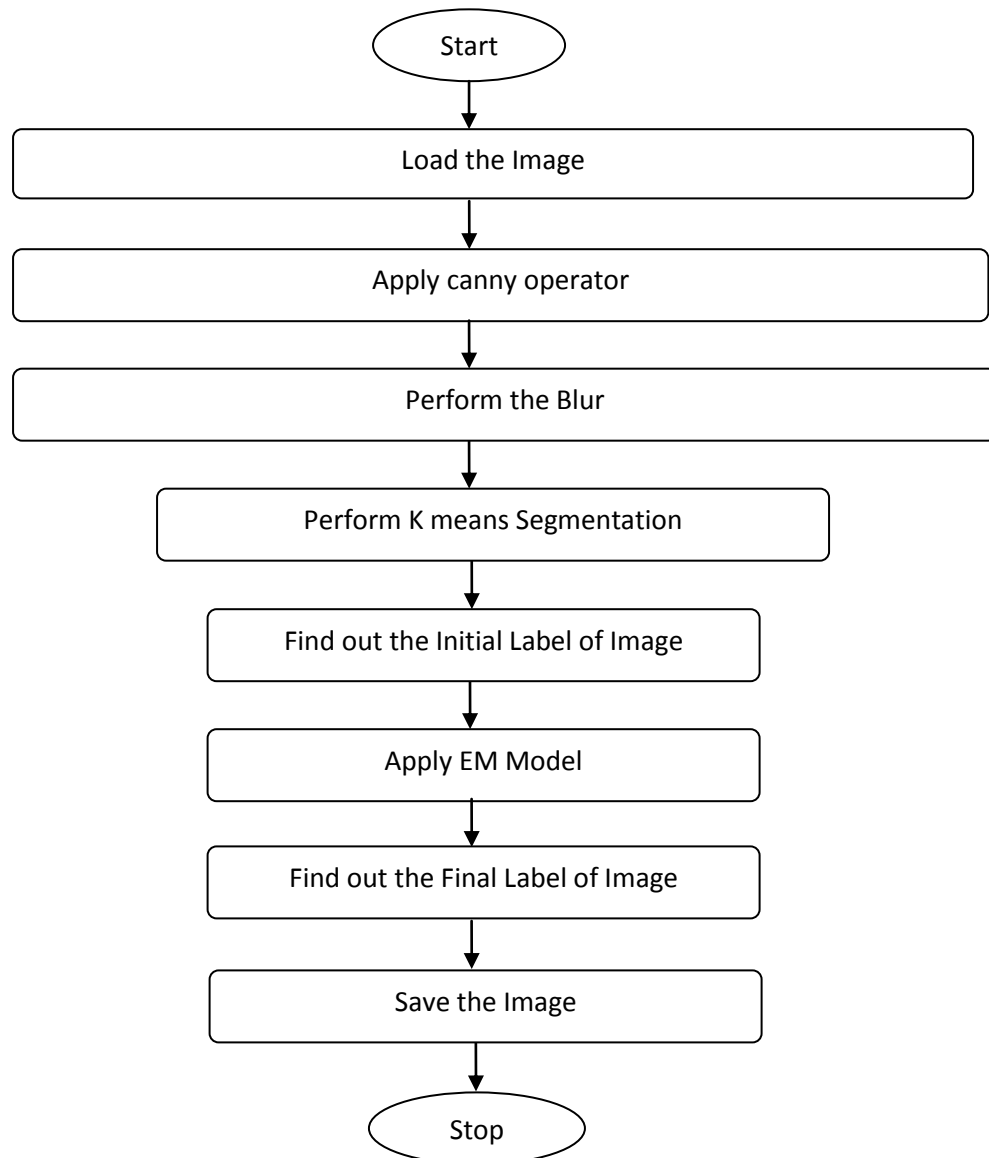 Start
Load the Image
Apply canny operator
Perform the Blur
Perform K means Segmentation
Find out the Initial Label of Image
Apply EM Model
Find out the Final Label of Image
Save the Image
Stop